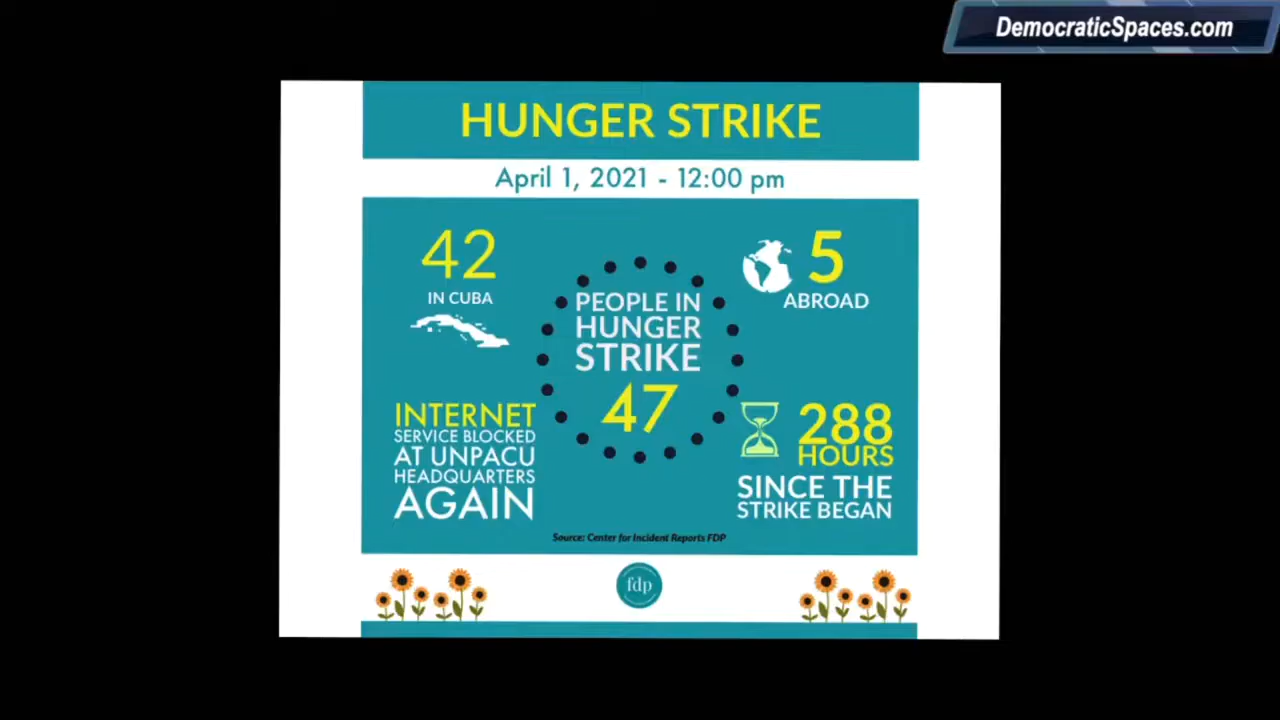 DemocraticSpaces.com
HUNGER STRIKE
April 1, 2021 - 12:00 pm
42
IN CUBA
PEOPLE IN
HUNGER
STRIKE
47
5
ABROAD
INTERNET
SERVICE BLOCKED
AT UNPACU
HEADQUARTERS
AGAIN
288
HOURS
SINCE THE
STRIKE BEGAN
Source: Center for Incident Reports FDP
fdp